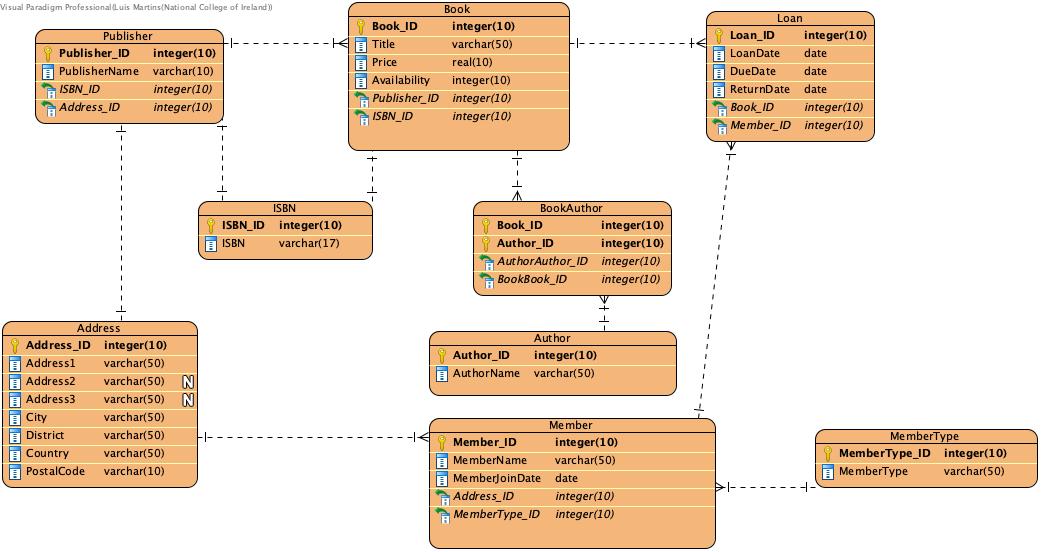 Visual Paradigm Professional(Luis Martins(National College of Ireland))
Publisher
Publisher_ID integer(10)
PublisherName varchar(10)
ISBN_ID integer(10)
Address_ID integer(10)
Book
Book_ID integer(10)
Title varchar(50)
Price real(10)
Availability integer(10)
Publisher_ID integer(10)
ISBN_ID integer(10)
Loan
Loan_ID integer(10)
LoanDate date
DueDate date
ReturnDate date
Book_ID integer(10)
Member_ID integer(10)
ISBN
ISBN_ID integer(10)
ISBN varchar(17)
BookAuthor
Book_ID integer(10)
Author_ID integer(10)
AuthorAuthor_ID integer(10)
BookBook_ID integer(10)
Address
Address_ID integer(10)
Address1 varchar(50)
Address2 varchar(50) N
Address3 varchar(50) N
City varchar(50)
District varchar(50)
Country varchar(50)
PostalCode varchar(10)
Author
Author_ID integer(10)
AuthorName varchar(50)
Member
Member_ID integer(10)
MemberName varchar(50)
MemberJoinDate date
Address_ID integer(10)
MemberType_ID integer(10)
MemberType
MemberType_ID integer(10)
MemberType varchar(50)